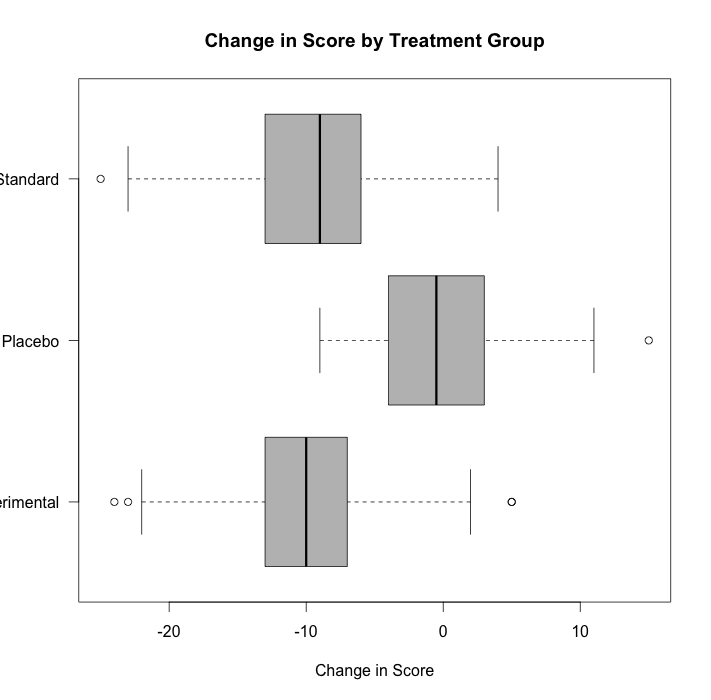 Change in Score by Treatment Group
Standard
Placebo
erimental
-20 -10 0 10
Change in Score